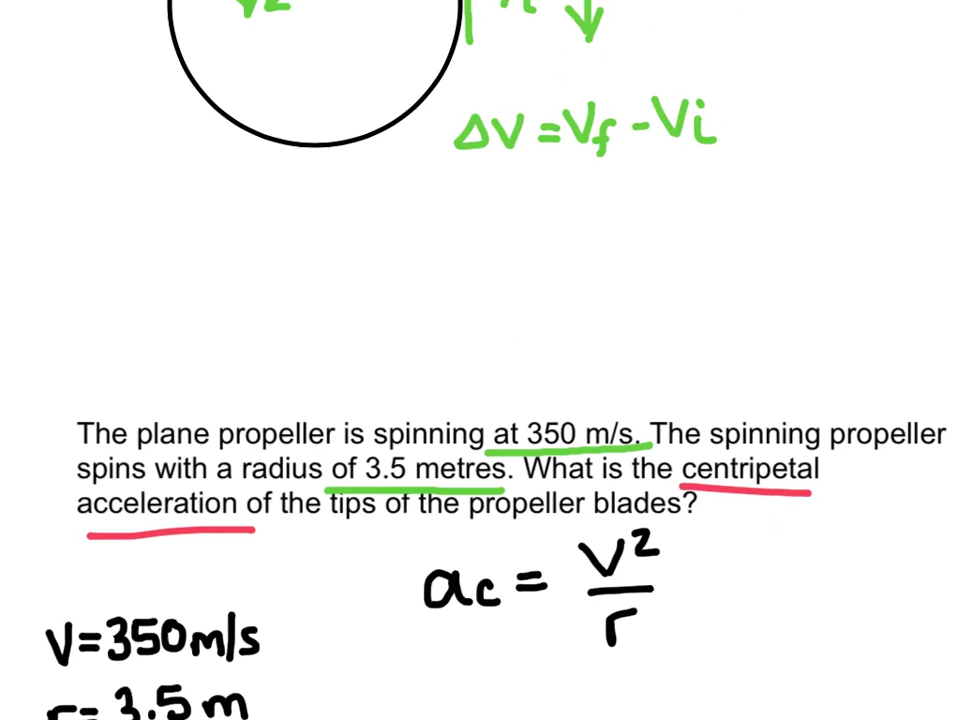 ΔV = Vf - Vi
The plane propeller is spinning at 350 m/s. The spinning propeller
spins with a radius of 3.5 metres. What is the centripetal
acceleration of the tips of the propeller blades?
ac = v²/r
V=350m/s
r= 3.5m